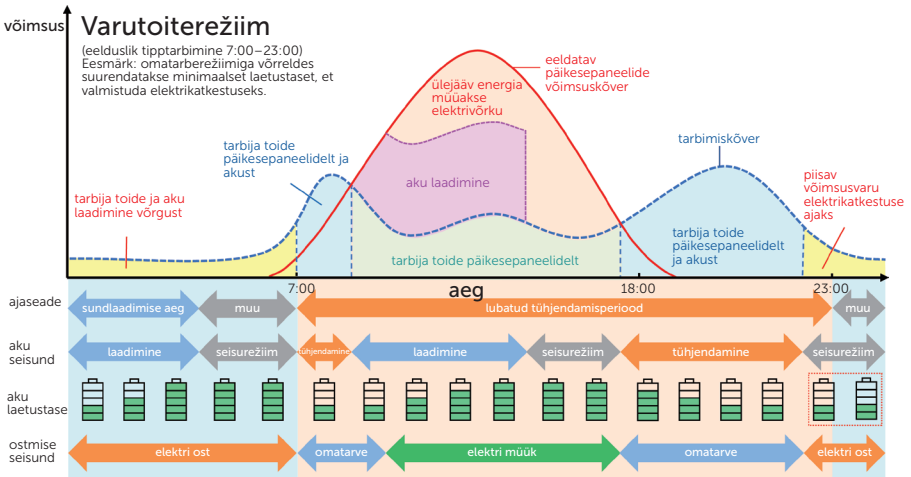 võimsus
Varutoiterežiim
(eelduslik tipptarbimine 7:00–23:00)
Eesmärk: omatarberežiimiga võrreldes
suurendatakse minimaalset laetustaset, et
valmistuda elektrikatkestuseks.
eeldatav
päikesepaneelide
võimsuskõver
ülejääv energia
müüakse
elektrivõrku
tarbija toide
päikesepaneelidelt ja
akust
tarbimiskõver
aku laadimine
piisav
võimsusvaru
elektrikatkestuse
ajaks
tarbija toide ja aku
laadimine võrgust
tarbija toide
päikesepaneelidelt
ja akust
tarbija toide päikesepaneelidelt
7:00
aeg
18:00
23:00
ajaseade
sundlaadimise aeg
muu
lubatud tühjendamisperiood
muu
aku
seisund
laadimine
seisurežiim
tühjendamine
laadimine
seisurežiim
tühjendamine
seisurežiim
aku
laetustase
ostmise
seisund
elektri ost
omatarve
elektri müük
omatarve
elektri ost